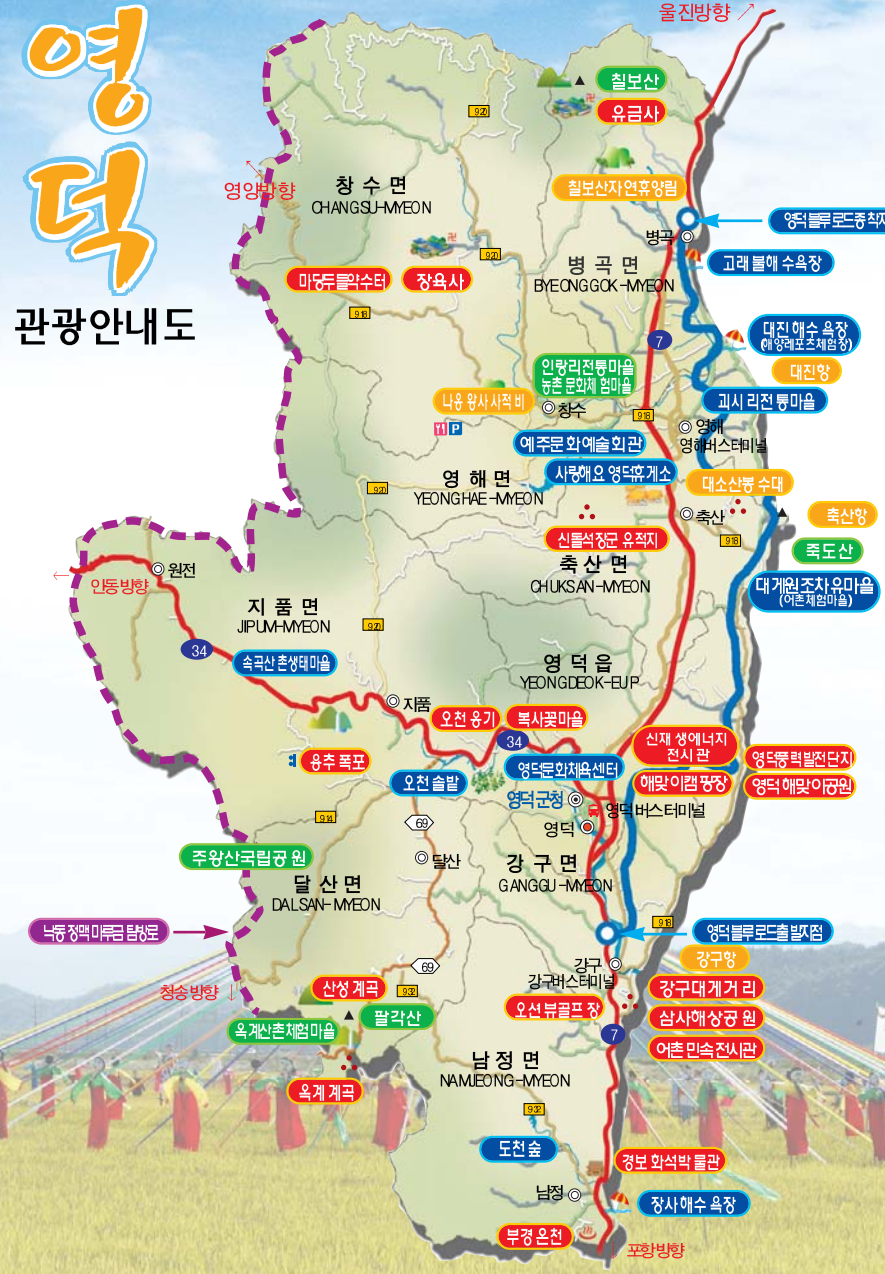 영덕
관광안내도
울진방향
칠보산
유금사
920
영양방향
창수면
CHANGSU-MYEON
칠보산자연휴양림
영덕블루로드종착지
병곡
920
병곡면
BYEONGGOK-MYEON
고래불해수욕장
마당두들약수터
장육사
918
7
대진해수욕장
(해양레포츠체험장)
대진항
인량리전통마을
농촌 문화체험마을
나옹왕사사적비
창수
918
괴시리전통마을
영해
영해버스터미널
예주문화예술회관
P
영해면
YEONGHAE-MYEON
사랑해요 영덕휴게소
920
대소산봉수대
축산
축산항
신돌석장군 유적지
918
죽도산
축산면
CHUKSAN-MYEON
원전
안동방향
대게원조차유마을
(어촌체험마을)
지품면
JIPUM-MYEON
920
34
속곡산촌생태마을
영덕읍
YEONGDEOK-EUP
지품
오천옹기
복사꽃마을
34
신재생에너지
전시관
영덕풍력발전단지
용추폭포
오천솔밭
영덕문화체육센터
해맞이캠핑장
영덕해맞이공원
영덕군청
영덕버스터미널
914
69
영덕
주왕산국립공원
달산
강구면
GANGGU-MYEON
달산면
DALSAN-MYEON
낙동정맥마루금탐방로
918
영덕블루로드출발지점
강구항
강구
강구버스터미널
69
청송방향
산성계곡
932
강구대게거리
오션뷰골프장
팔각산
삼사해상공원
옥계산촌체험마을
7
어촌민속전시관
남정면
NAMJEONG-MYEON
옥계계곡
932
도천숲
경보화석박물관
남정
장사해수욕장
부경온천
포항방향